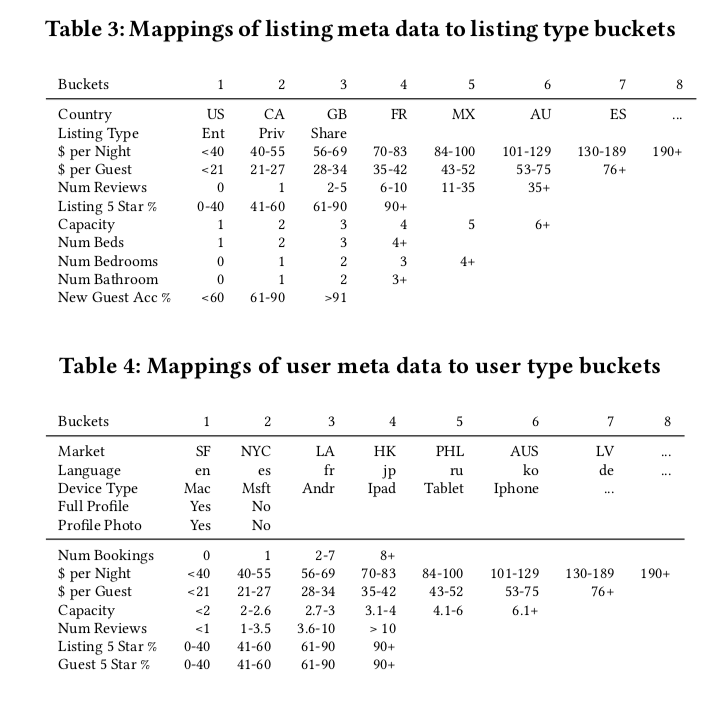 Table 3: Mappings of listing meta data to listing type buckets
Buckets 1 2 3 4 5 6 7 8
Country US CA GB FR MX AU ES ...
Listing Type Ent Priv Share
$ per Night <40 40-55 56-69 70-83 84-100 101-129 130-189 190+
$ per Guest <21 21-27 28-34 35-42 43-52 53-75 76+
Num Reviews 0 1 2-5 6-10 11-35 35+
Listing 5 Star % 0-40 41-60 61-90 90+
Capacity 1 2 3 4 5 6+
Num Beds 1 2 3 4+
Num Bedrooms 0 1 2 3 4+
Num Bathroom 0 1 2 3+
New Guest Acc % <60 61-90 >91
Table 4: Mappings of user meta data to user type buckets
Buckets 1 2 3 4 5 6 7 8
Market SF NYC LA HK PHL AUS LV ...
Language en es fr jp ru ko de ...
Device Type Mac Msft Andr Ipad Tablet Iphone ...
Full Profile Yes No
Profile Photo Yes No
Num Bookings 0 1 2-7 8+
$ per Night <40 40-55 56-69 70-83 84-100 101-129 130-189 190+
$ per Guest <21 21-27 28-34 35-42 43-52 53-75 76+
Capacity <2 2-2.6 2.7-3 3.1-4 4.1-6 6.1+
Num Reviews <1 1-3.5 3.6-10 > 10
Listing 5 Star % 0-40 41-60 61-90 90+
Guest 5 Star % 0-40 41-60 61-90 90+